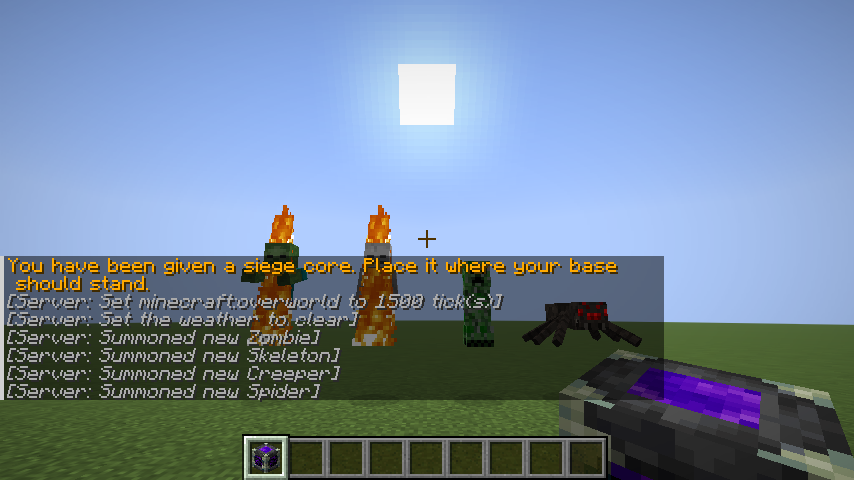 You have been given a siege core. Place it where your base
should stand.
[Server: Set minecraft:overworld to 1500 tick(s)]
[Server: Set the weather to clear]
[Server: Summoned new Zombie]
[Server: Summoned new Skeleton]
[Server: Summoned new Creeper]
[Server: Summoned new Spider]